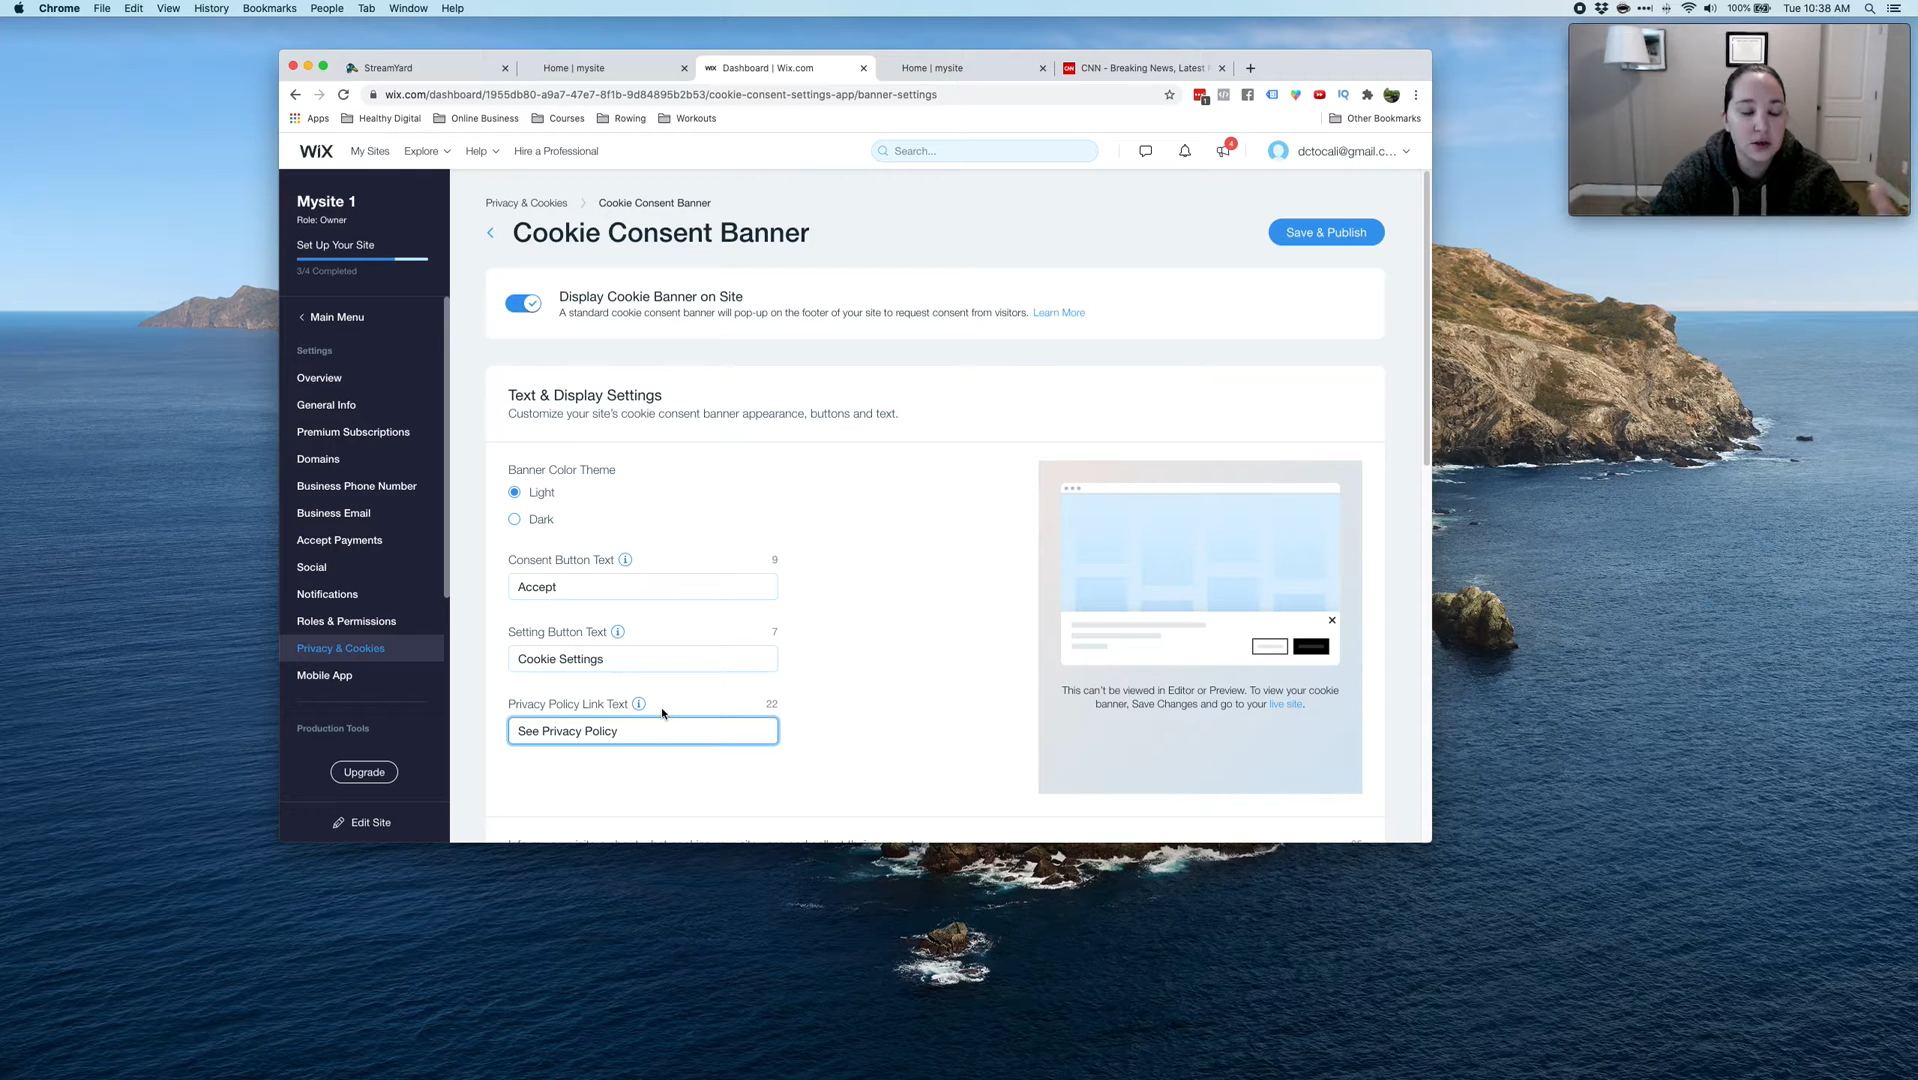 Chrome File Edit View History Bookmarks People Tab Window Help
100% Tue 10:38 AM
StreamYard
Home | mysite
WIX Dashboard | Wix.com
Home | mysite
CNN - Breaking News, Latest
wix.com/dashboard/1955db80-a9a7-47e7-8f1b-9d84895b2b53/cookie-consent-settings-app/banner-settings
Apps Healthy Digital Online Business Courses Rowing Workouts Other Bookmarks
WIX My Sites Explore Help Hire a Professional Search... 4 dctocali@gmail.c...
Mysite 1
Role: Owner
Set Up Your Site
3/4 Completed
Main Menu
Settings
Overview
General Info
Premium Subscriptions
Domains
Business Phone Number
Business Email
Accept Payments
Social
Notifications
Roles & Permissions
Privacy & Cookies
Mobile App
Production Tools
Upgrade
Edit Site
Privacy & Cookies Cookie Consent Banner
Cookie Consent Banner
Save & Publish
Display Cookie Banner on Site
A standard cookie consent banner will pop-up on the footer of your site to request consent from visitors. Learn More
Text & Display Settings
Customize your site's cookie consent banner appearance, buttons and text.
Banner Color Theme
Light
Dark
Consent Button Text 9
Accept
Setting Button Text 7
Cookie Settings
Privacy Policy Link Text 22
See Privacy Policy
This can't be viewed in Editor or Preview. To view your cookie
banner, Save Changes and go to your live site.